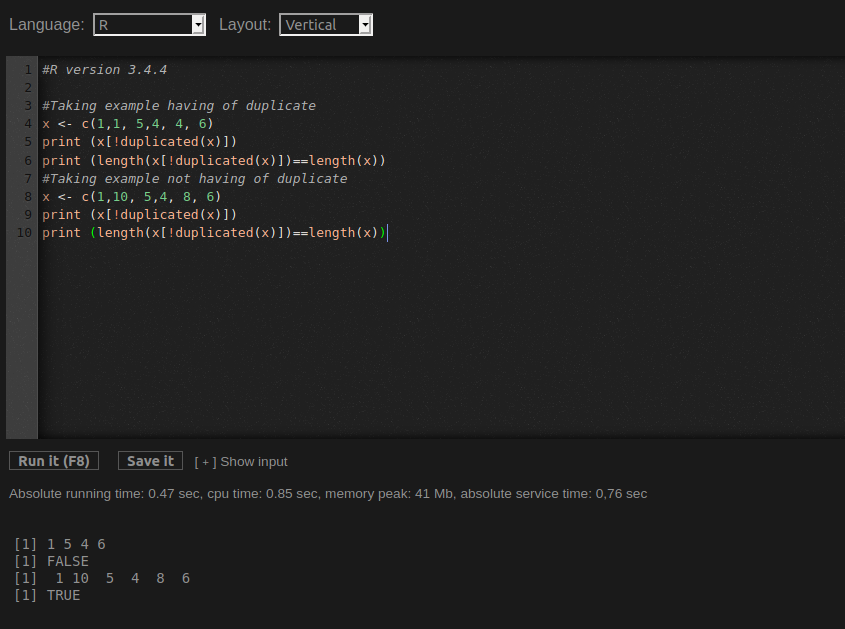 Language: R Layout: Vertical
1 #R version 3.4.4
2
3 #Taking example having of duplicate
4 x <- c(1,1, 5,4, 4, 6)
5 print (x[!duplicated(x)])
6 print (length(x[!duplicated(x)])==length(x))
7 #Taking example not having of duplicate
8 x <- c(1,10, 5,4, 8, 6)
9 print (x[!duplicated(x)])
10 print (length(x[!duplicated(x)])==length(x))
Run it (F8) Save it [ + ] Show input
Absolute running time: 0.47 sec, cpu time: 0.85 sec, memory peak: 41 Mb, absolute service time: 0,76 sec
[1] 1 5 4 6
[1] FALSE
[1]  1 10  5  4  8  6
[1] TRUE